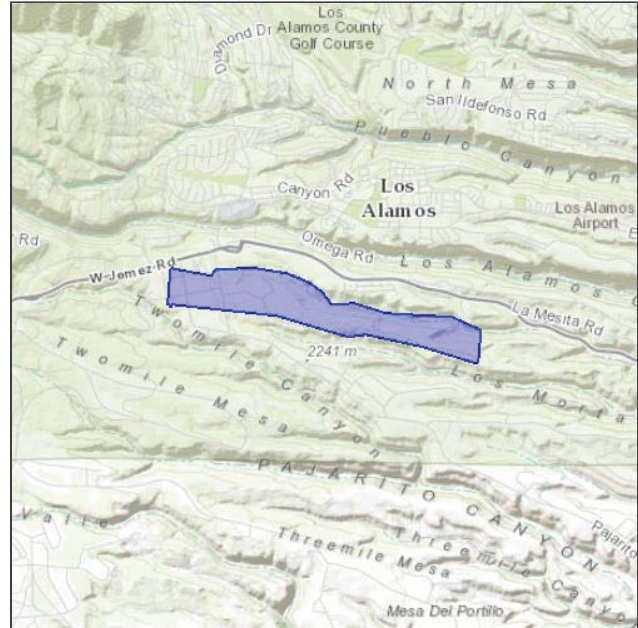 Los
Alamos County
Golf Course
Diamond Dr
North Mesa
San Ildefonso Rd
Pueblo Canyon
Canyon Rd
Los
Alamos
Los Alamos
Airport
Rd
Omega Rd
Los Alamos
W Jemez Rd
La Mesita Rd
Twomile Canyon
2241 m
Twomile Mesa
Los Morta
PAJARITO CANYON
Valle
Threemile Mesa
Threemile Canyo
Pajarito
Mesa Del Portillo